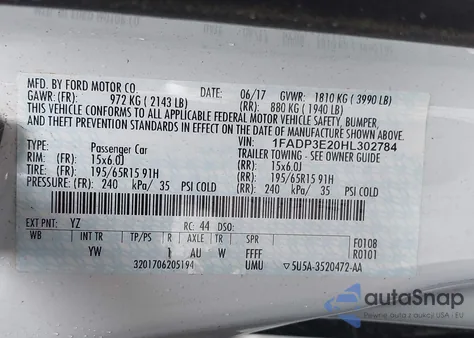 MFD. BY FORD MOTOR CO. DATE: 06/17 GVWR: 1810 KG ( 3990 LB)
GAWR: (FR) 972 KG ( 2143 LB) (RR) 880 KG ( 1940 LB)
THIS VEHICLE CONFORMS TO ALL APPLICABLE FEDERAL MOTOR VEHICLE SAFETY, BUMPER,
AND THEFT PREVENTION STANDARDS IN EFFECT ON THE DATE OF MANUFACTURE SHOWN ABOVE.
VIN: 1FADP3E20HL302784
TYPE: Passenger Car TRAILER TOWING - SEE OWNER GUIDE
RIM: (FR) 15x6.0J (RR) 15x6.0J
TIRE: (FR) 195/65R15 91H (RR) 195/65R15 91H
PRESSURE: (FR) 240 kPa/ 35 PSI COLD (RR) 240 kPa/ 35 PSI COLD
EXT PNT: YZ RC: 44 DSO:
WB INT TR TP/PS R AXLE TR SPR F0108
YW 1 AU W FFFF R0101
3201706205194 UMU 5U5A-3520472-AA
autoSnap
DAMAGED CARS | US | EU